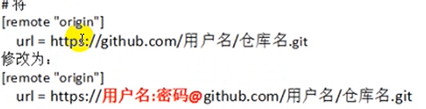 # 将
[remote "origin"]
url = https://github.com/用户名/仓库名.git
修改为:
[remote "origin"]
url = https://用户名:密码@github.com/用户名/仓库名.git